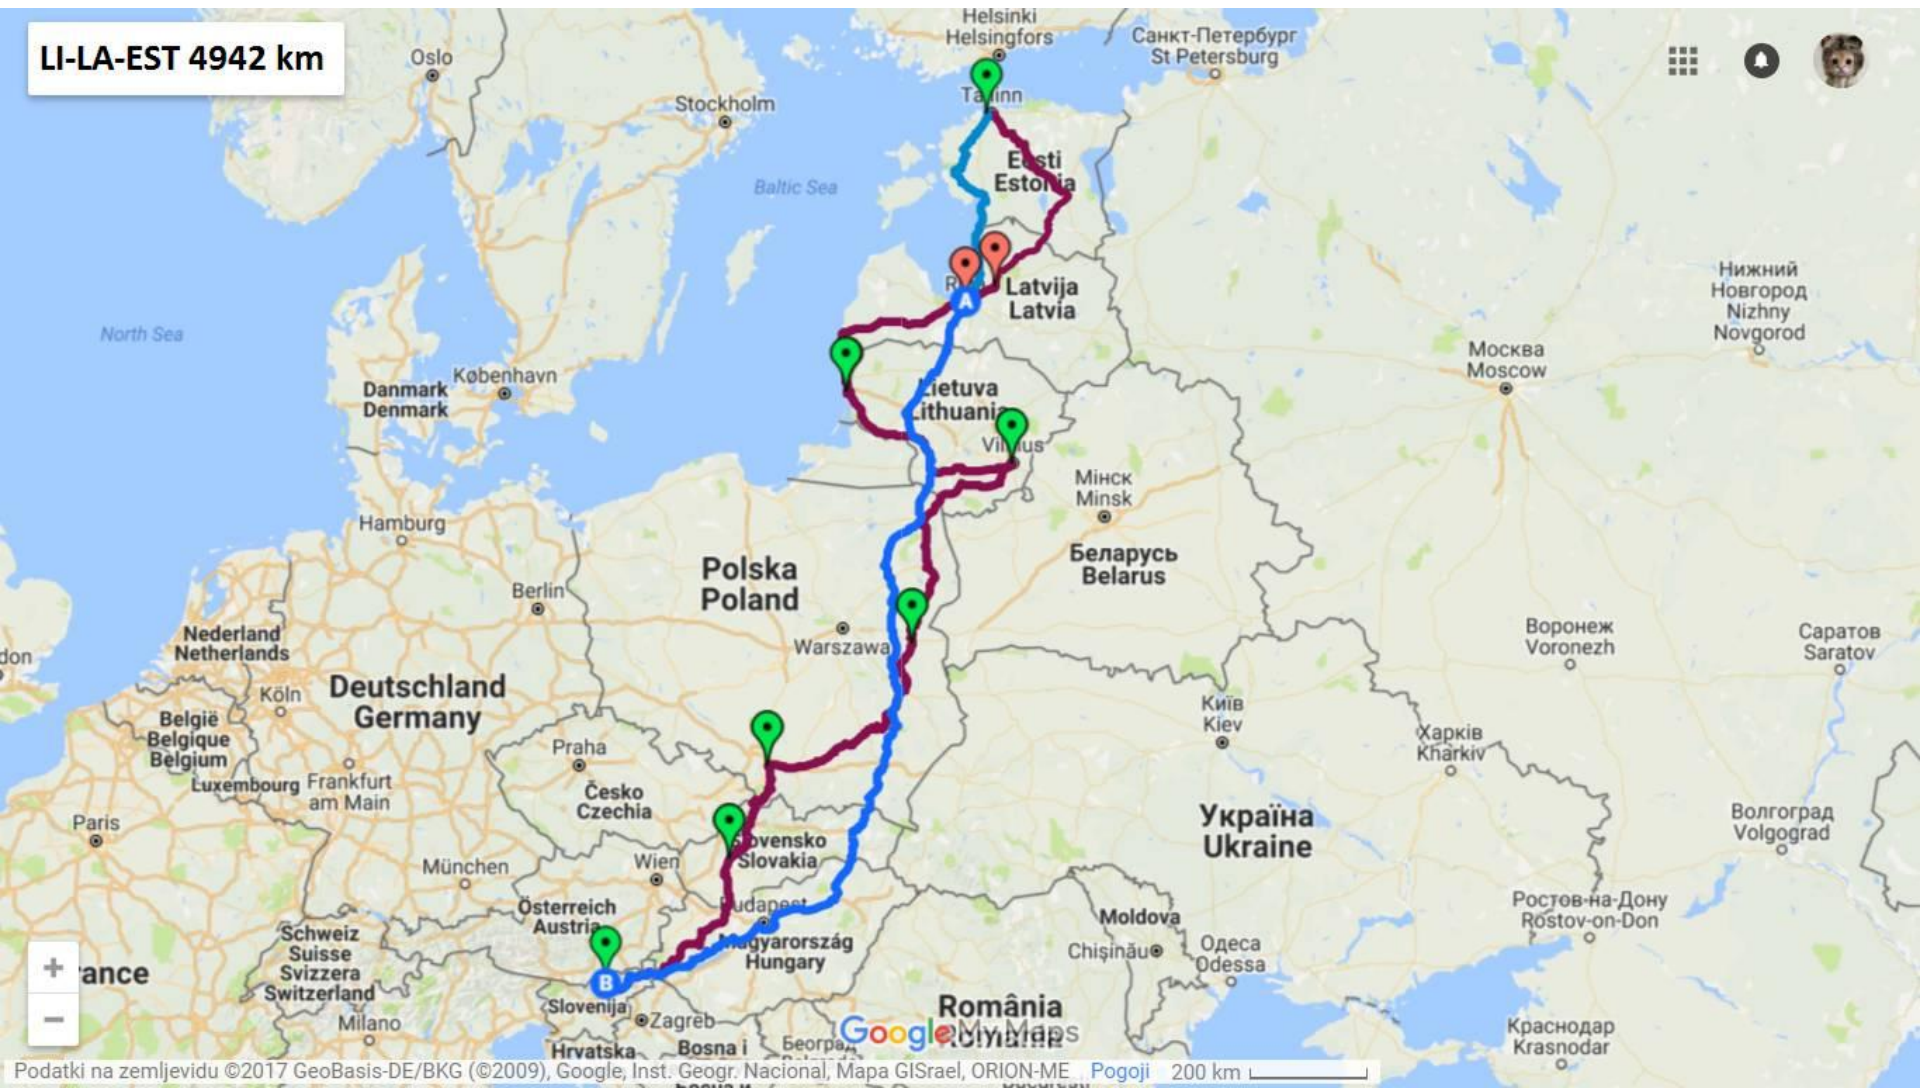 LI-LA-EST 4942 km
Helsinki
Helsingfors
Санкт-Петербург
St Petersburg
Oslo
Stockholm
Eesti
Baltic Sea
Latvija
Latvia
Нижний
Новгород
Nizhny
Novgorod
North Sea
Москва
Moscow
København
Danmark
Denmark
Lietuva
Lithuania
Мінск
Minsk
Hamburg
Беларусь
Belarus
Polska
Poland
Berlin
Nederland
Netherlands
Warszawa
Воронеж
Voronezh
Саратов
Saratov
don
Köln
Deutschland
Germany
België
Belgique
Belgium
Київ
Kiev
Харків
Kharkiv
Praha
Luxembourg
Frankfurt
am Main
Česko
Czechia
Україна
Ukraine
Волгоград
Volgograd
Paris
Slovensko
Slovakia
Wien
München
Österreich
Austria
Ростов-на-Дону
Rostov-on-Don
Moldova
Chișinău
Одеса
Odessa
Schweiz
Suisse
Svizzera
Switzerland
Magyarország
Hungary
+
rance
−
B
A
Slovenija
Zagreb
Milano
România
Google My Maps
Краснодар
Krasnodar
Hrvatska
Bosna i
Београд
Podatki na zemljevidu ©2017 GeoBasis-DE/BKG (©2009), Google, Inst. Geogr. Nacional, Mapa GISrael, ORION-ME
Pogoji
200 km